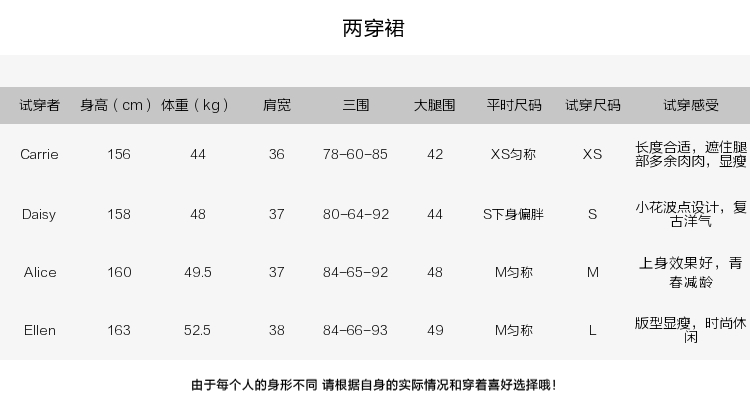 两穿裙
试穿者 身高（cm） 体重（kg） 肩宽 三围 大腿围 平时尺码 试穿尺码 试穿感受
Carrie 156 44 36 78-60-85 42 XS匀称 XS 长度合适，遮住腿
部多余肉肉，显瘦
Daisy 158 48 37 80-64-92 44 S下身偏胖 S 小花波点设计，复
古洋气
Alice 160 49.5 37 84-65-92 48 M匀称 M 上身效果好，青
春减龄
Ellen 163 52.5 38 84-66-93 49 M匀称 L 版型显瘦，时尚休
闲
由于每个人的身形不同 请根据自身的实际情况和穿着喜好选择哦！